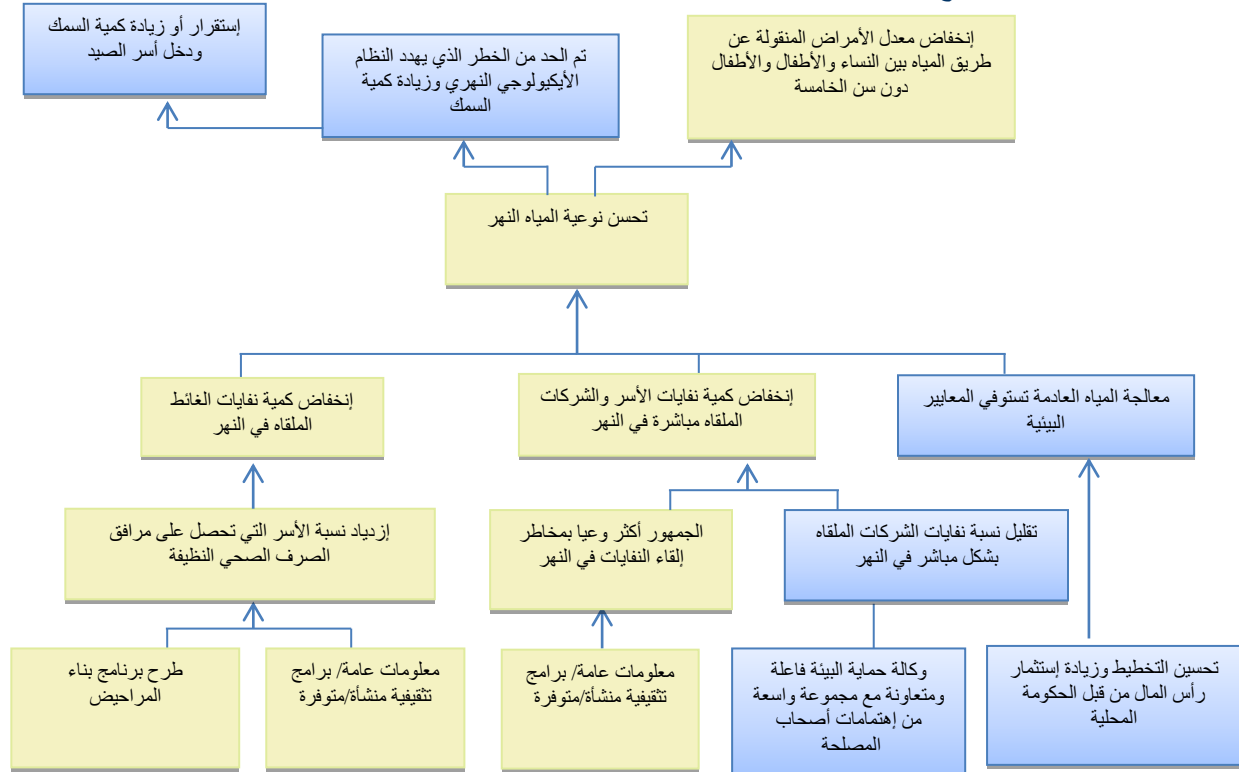 إستقرار أو زيادة كمية السمك
ودخل أسر الصيد
تم الحد من الخطر الذي يهدد النظام
الأيكولوجي النهري وزيادة كمية
السمك
إنخفاض معدل الأمراض المنقولة عن
طريق المياه بين النساء والأطفال والأطفال
دون سن الخامسة
تحسن نوعية المياه النهر
إنخفاض كمية نفايات الغائط
الملقاه في النهر
إنخفاض كمية نفايات الأسر والشركات
الملقاه مباشرة في النهر
معالجة المياه العادمة تستوفي المعايير
البيئية
إزدياد نسبة الأسر التي تحصل على مرافق
الصرف الصحي النظيفة
الجمهور أكثر وعيا بمخاطر
إلقاء النفايات في النهر
تقليل نسبة نفايات الشركات الملقاه
بشكل مباشر في النهر
طرح برنامج بناء
المراحيض
معلومات عامة/ برامج
تثقيفية منشأة/متوفرة
معلومات عامة/ برامج
تثقيفية منشأة/متوفرة
وكالة حماية البيئة فاعلة
ومتعاونة مع مجموعة واسعة
من إهتمامات أصحاب
المصلحة
تحسين التخطيط وزيادة إستثمار
رأس المال من قبل الحكومة
المحلية